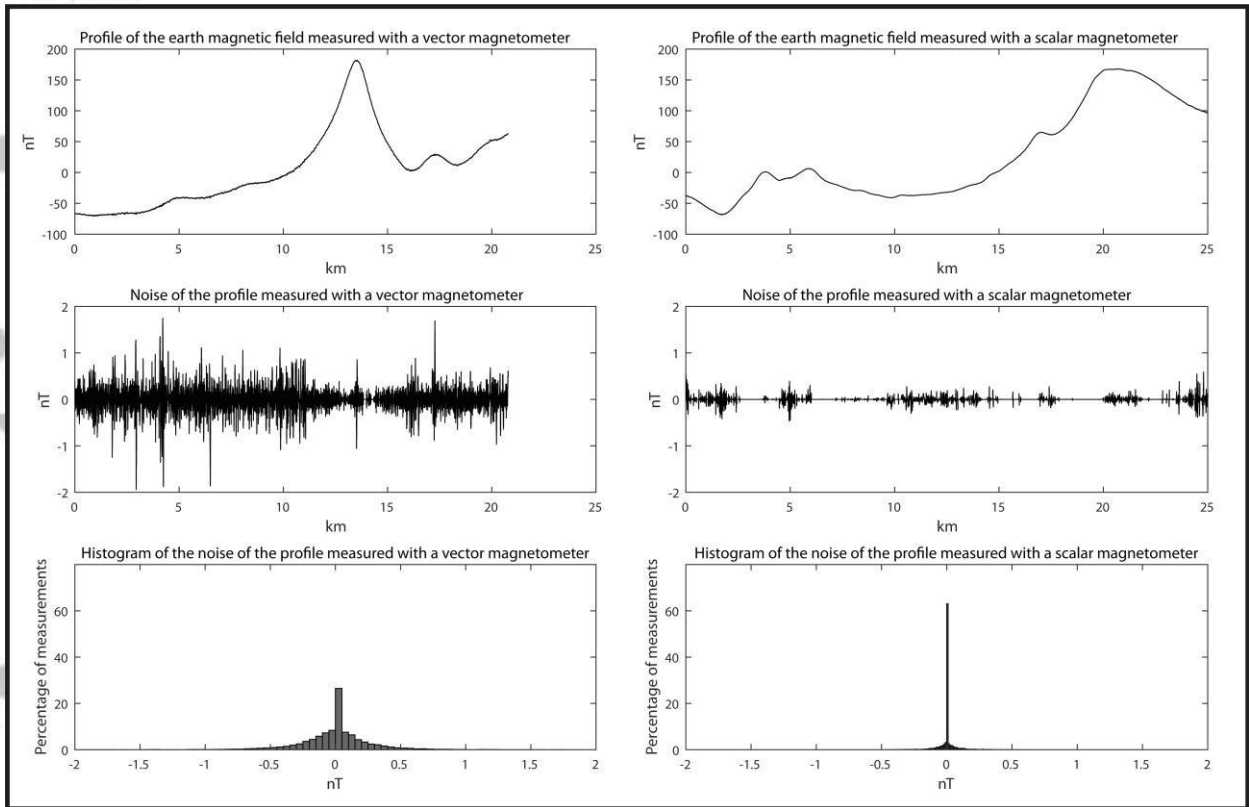 Profile of the earth magnetic field measured with a vector magnetometer
200
150
100
50
0
-50
-100
nT
0 5 10 15 20 25
km
Profile of the earth magnetic field measured with a scalar magnetometer
200
150
100
50
0
-50
-100
nT
0 5 10 15 20 25
km
Noise of the profile measured with a vector magnetometer
2
1
0
-1
-2
nT
0 5 10 15 20 25
km
Noise of the profile measured with a scalar magnetometer
2
1
0
-1
-2
nT
0 5 10 15 20 25
km
Histogram of the noise of the profile measured with a vector magnetometer
Percentage of measurements
60
40
20
0
-2 -1.5 -1 -0.5 0 0.5 1 1.5 2
nT
Histogram of the noise of the profile measured with a scalar magnetometer
Percentage of measurements
60
40
20
0
-2 -1.5 -1 -0.5 0 0.5 1 1.5 2
nT